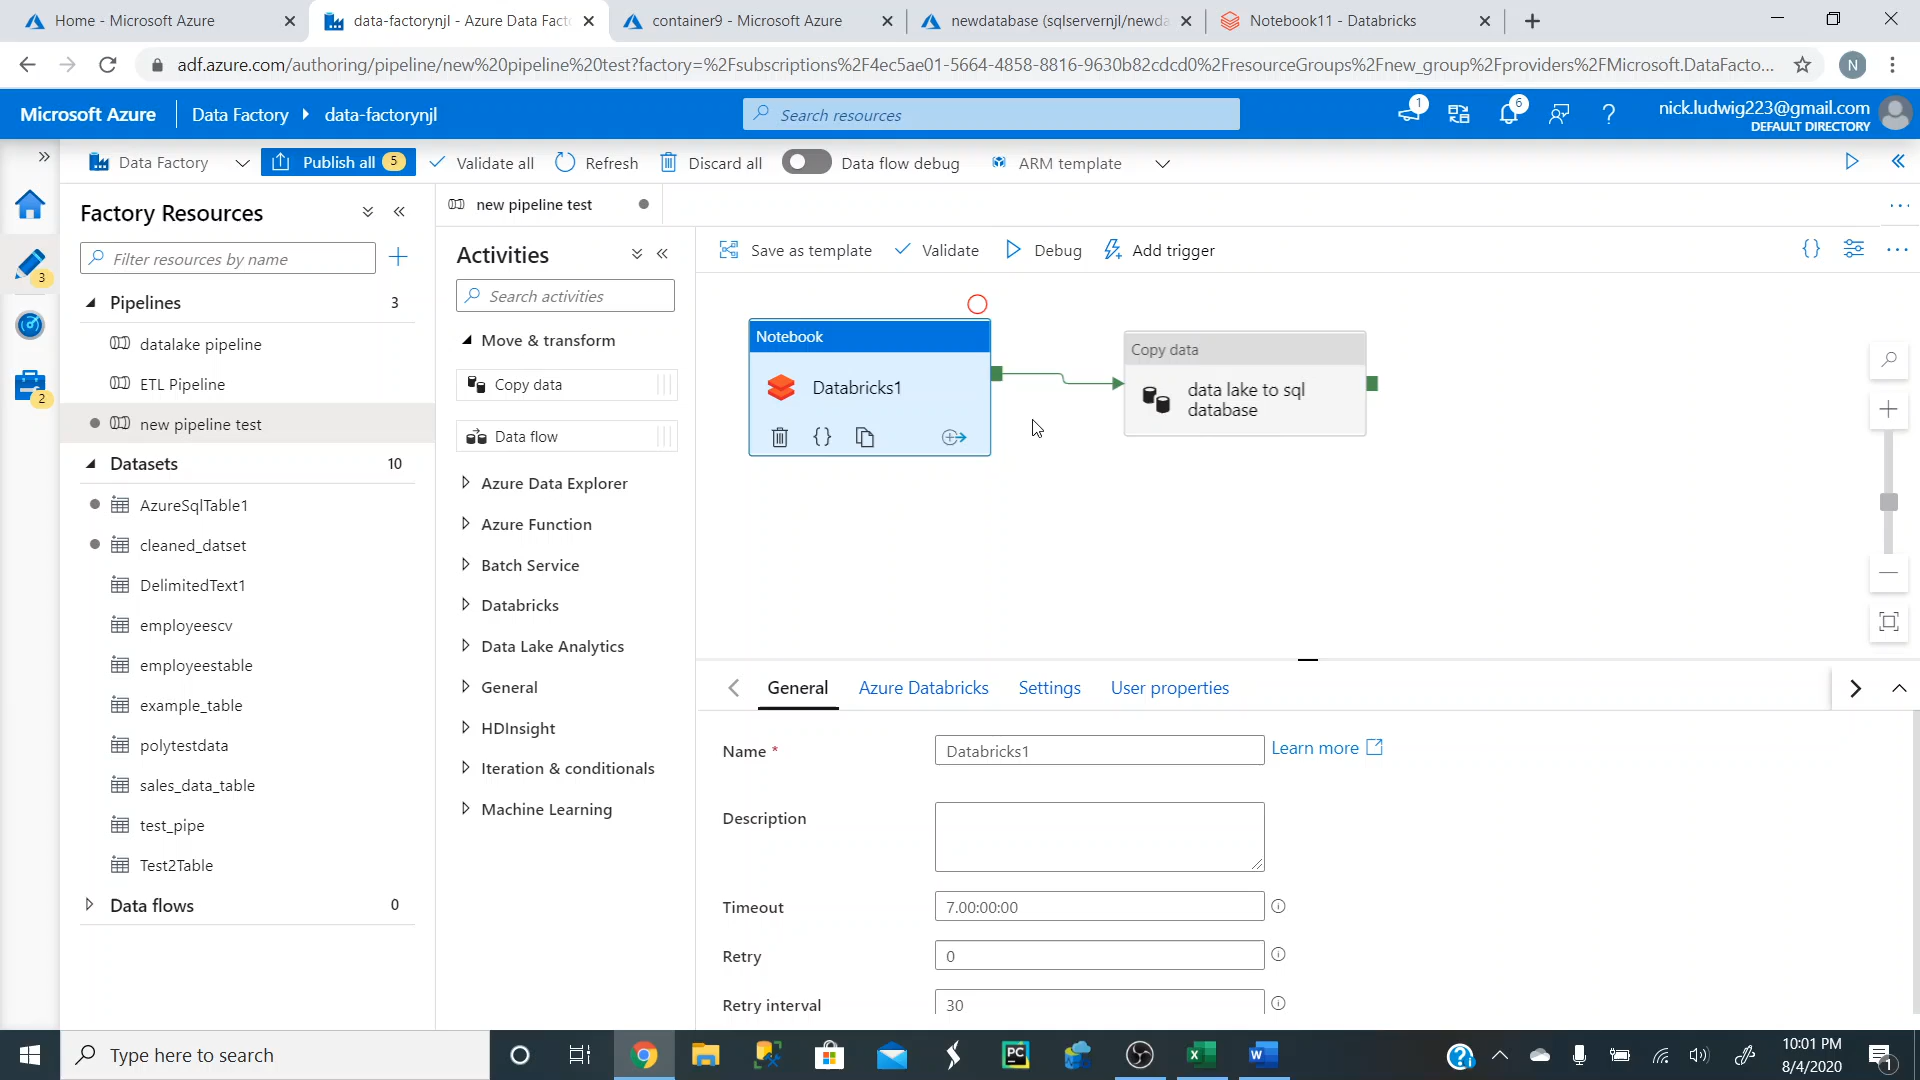 Home - Microsoft Azure
data-factorynjl - Azure Data Fact
container9 - Microsoft Azure
newdatabase (sqlservernjl/newda
Notebook11 - Databricks
adf.azure.com/authoring/pipeline/new%20pipeline%20test?factory=%2Fsubscriptions%2F4ec5ae01-5664-4858-8816-9630b82cdcd0%2FresourceGroups%2Fnew_group%2Fproviders%2FMicrosoft.DataFacto...
N
Microsoft Azure
Data Factory
data-factorynjl
Search resources
1
6
nick.ludwig223@gmail.com
DEFAULT DIRECTORY
Data Factory
Publish all 5
Validate all
Refresh
Discard all
Data flow debug
ARM template
3
2
Factory Resources
Filter resources by name
Pipelines 3
datalake pipeline
ETL Pipeline
new pipeline test
Datasets 10
AzureSqlTable1
cleaned_datset
DelimitedText1
employeescv
employeestable
example_table
polytestdata
sales_data_table
test_pipe
Test2Table
Data flows 0
new pipeline test
Activities
Search activities
Move & transform
Copy data
Data flow
Azure Data Explorer
Azure Function
Batch Service
Databricks
Data Lake Analytics
General
HDInsight
Iteration & conditionals
Machine Learning
Save as template
Validate
Debug
Add trigger
Notebook
Databricks1
Copy data
data lake to sql
database
General
Azure Databricks
Settings
User properties
Name *
Databricks1
Learn more
Description
Timeout
7.00:00:00
Retry
0
Retry interval
30
Type here to search
PC
10:01 PM
8/4/2020
1